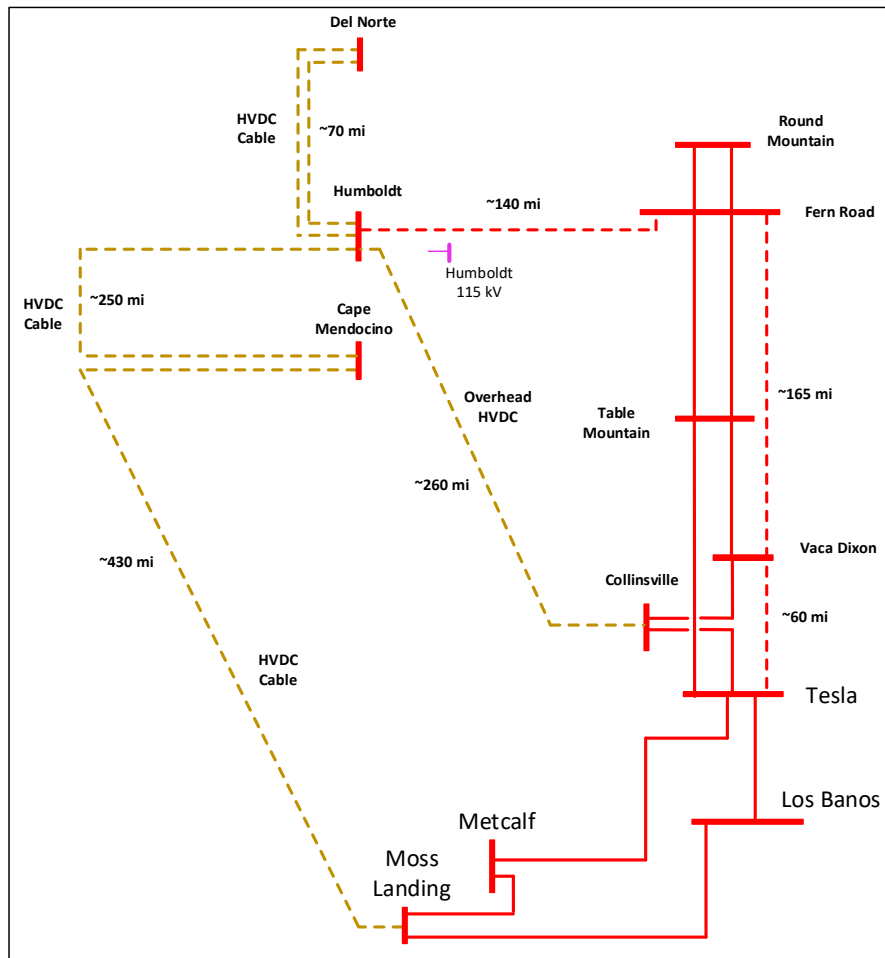 Del Norte
HVDC
Cable
~70 mi
Round
Mountain
Humboldt
~140 mi
Fern Road
Humboldt
115 kV
HVDC
Cable
~250 mi
Cape
Mendocino
Overhead
HVDC
~165 mi
Table
Mountain
~260 mi
~430 mi
Vaca Dixon
Collinsville
~60 mi
HVDC
Cable
Tesla
Los Banos
Metcalf
Moss
Landing